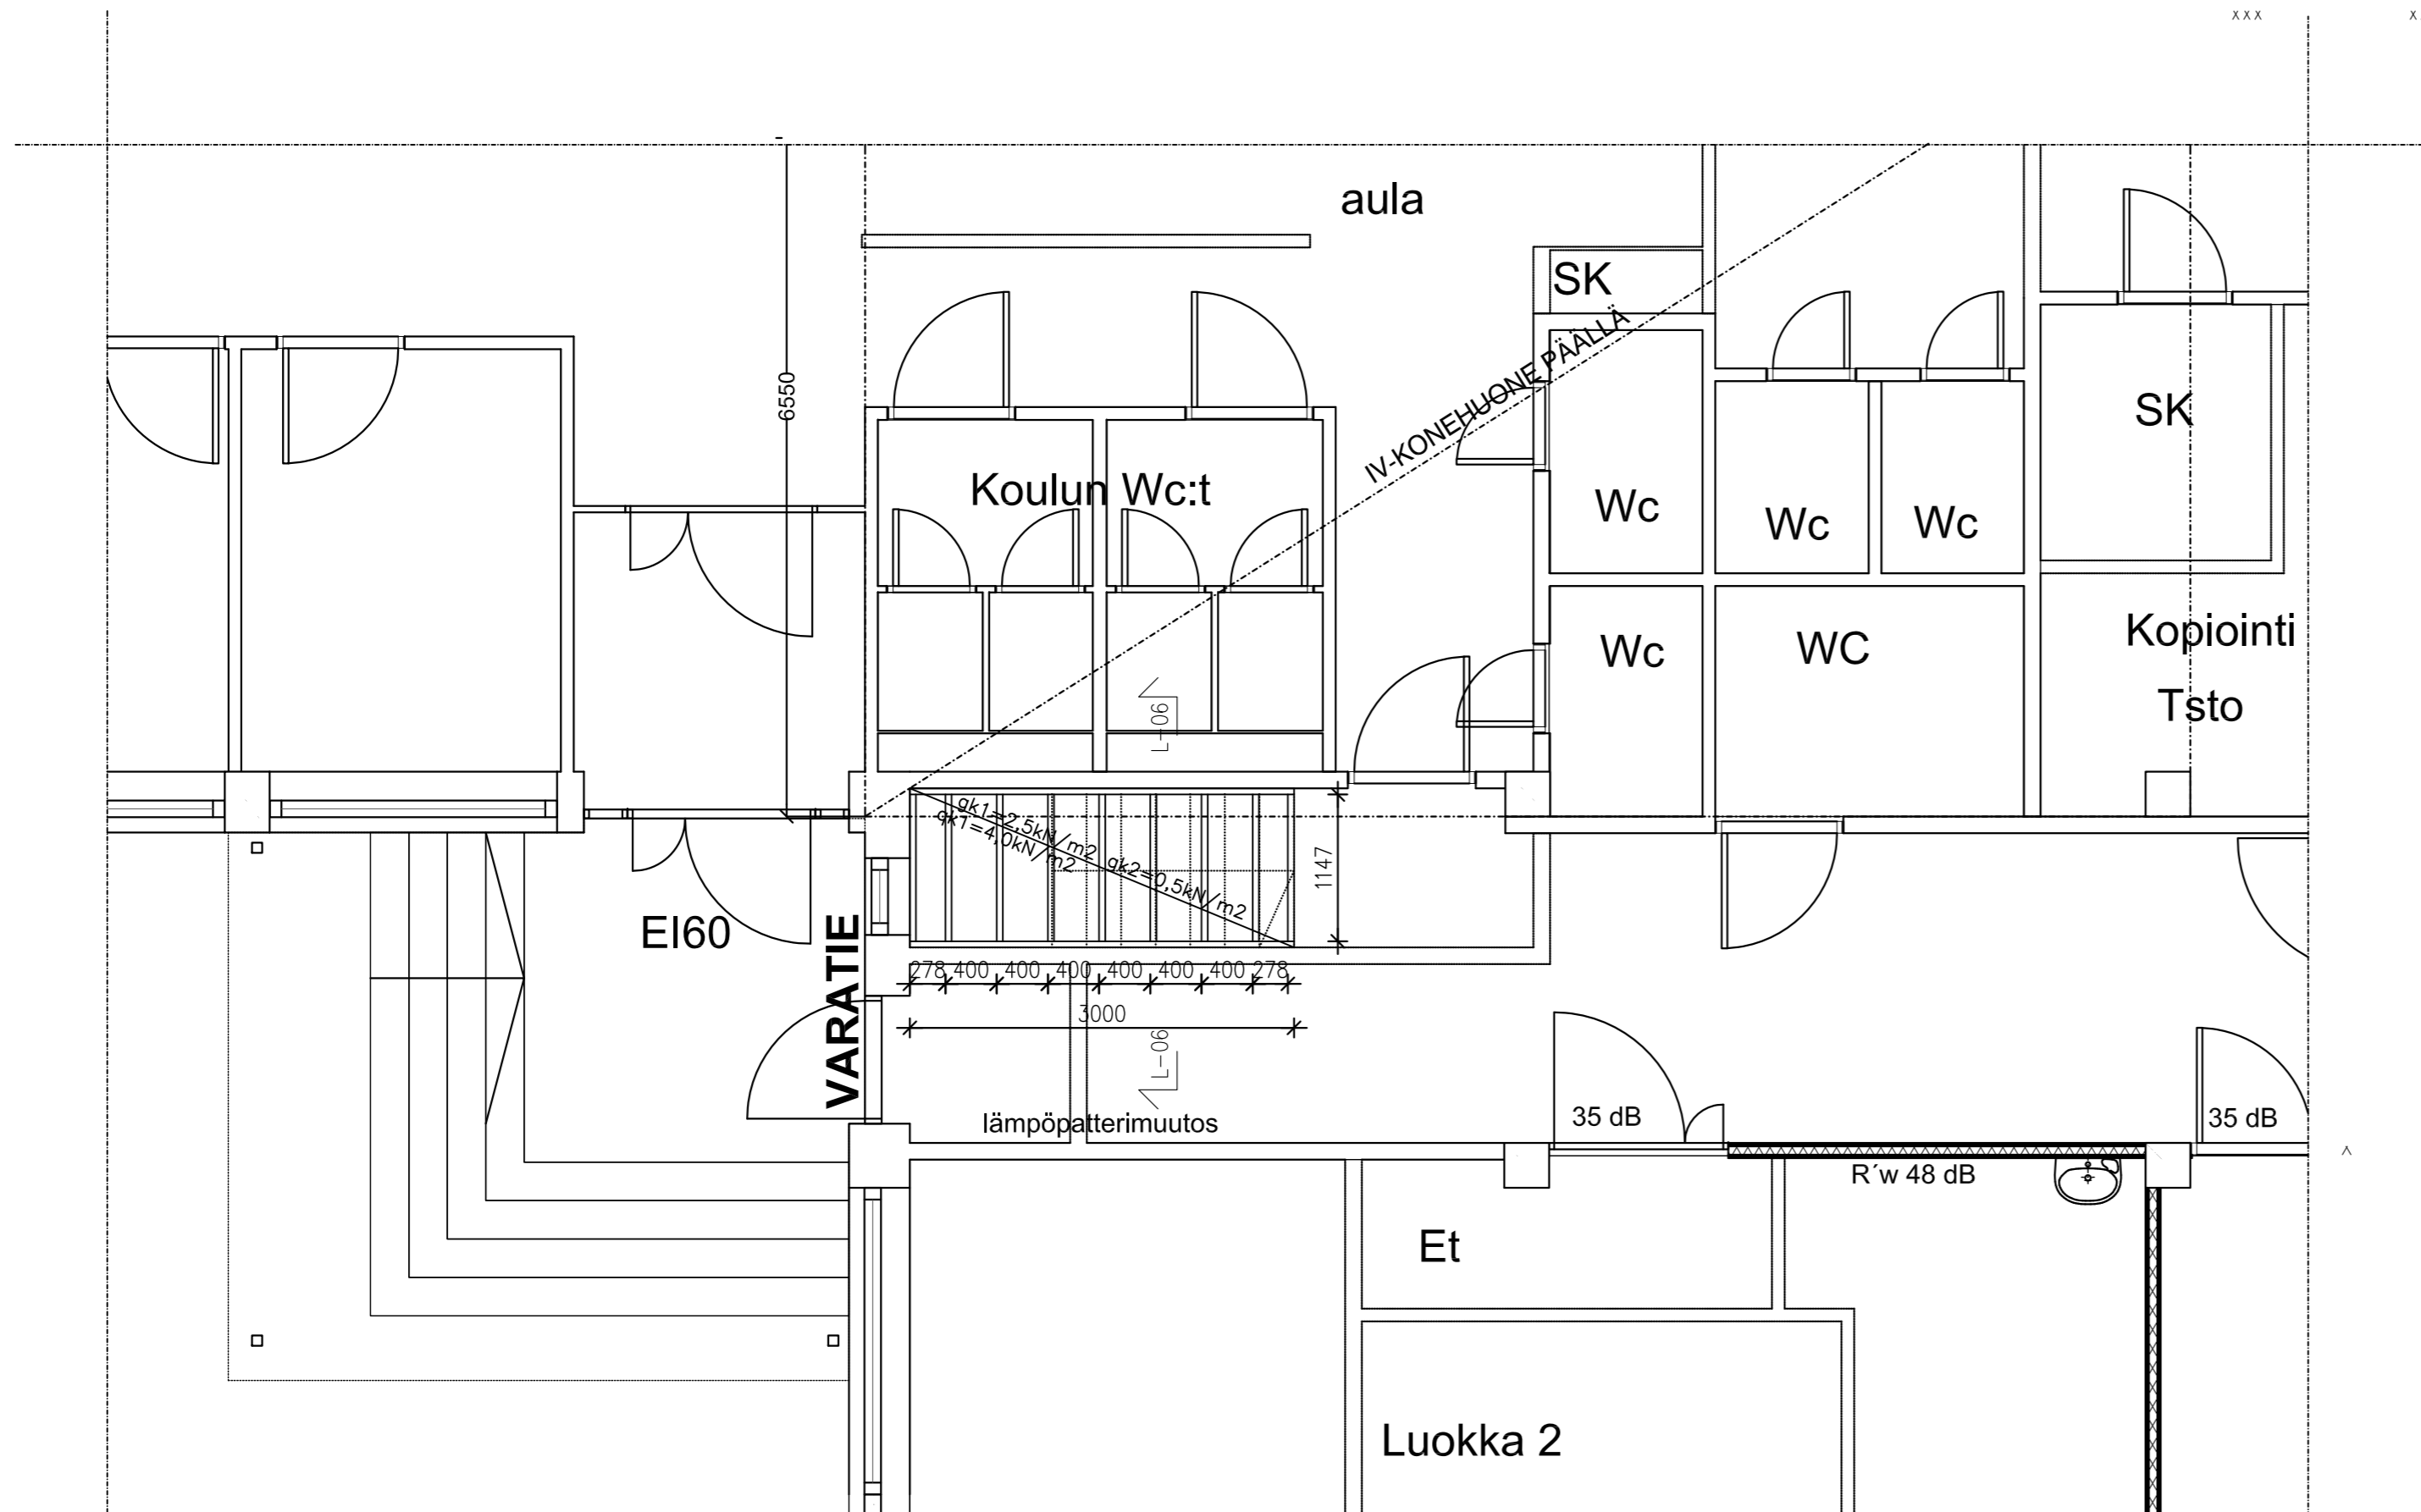 X X X
X
aula
SK
IV-KONEHUONE PÄÄLLÄ
6550
SK
Koulun Wc:t
Wc
Wc
Wc
Kopiointi
Wc
WC
Tsto
L-06
gk1=2,5kN/m2
qk1=4,0kN/m2
qk2=0,5kN/m2
1147
EI60
VARATIE
278 400 400 400 400 400 400 278
3000
L-06
lämpöpatterimuutos
35 dB
35 dB
R´w 48 dB
Et
Luokka 2